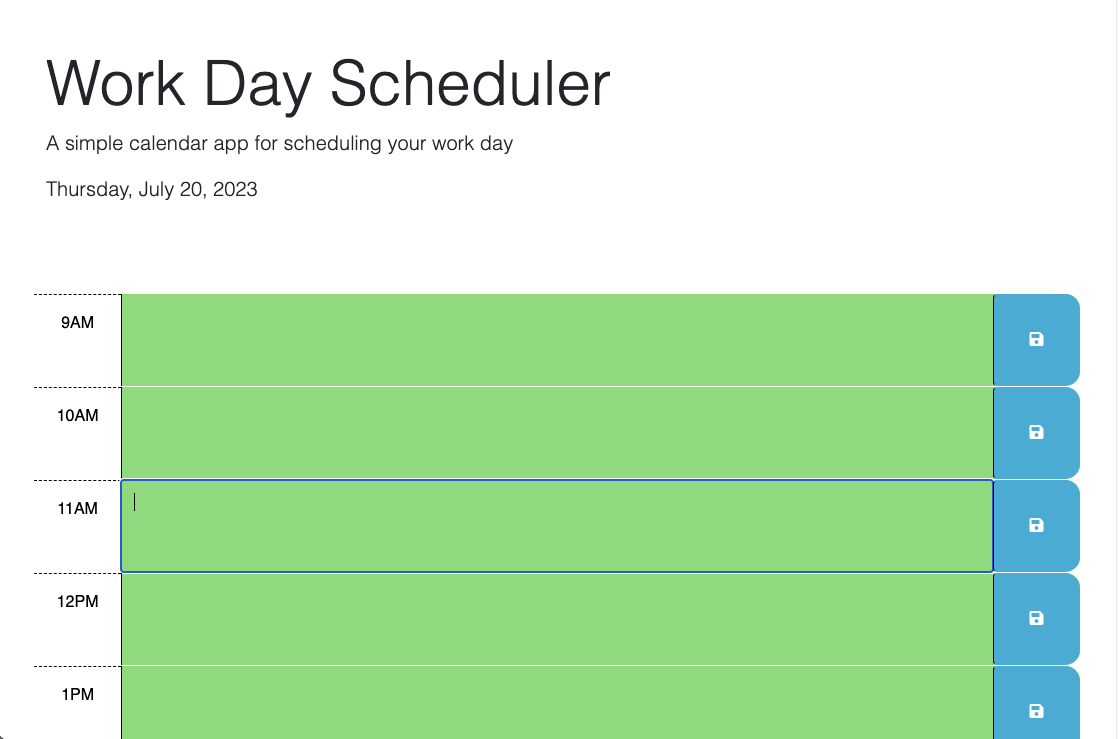 Work Day Scheduler
A simple calendar app for scheduling your work day
Thursday, July 20, 2023
9AM
10AM
11AM
12PM
1PM